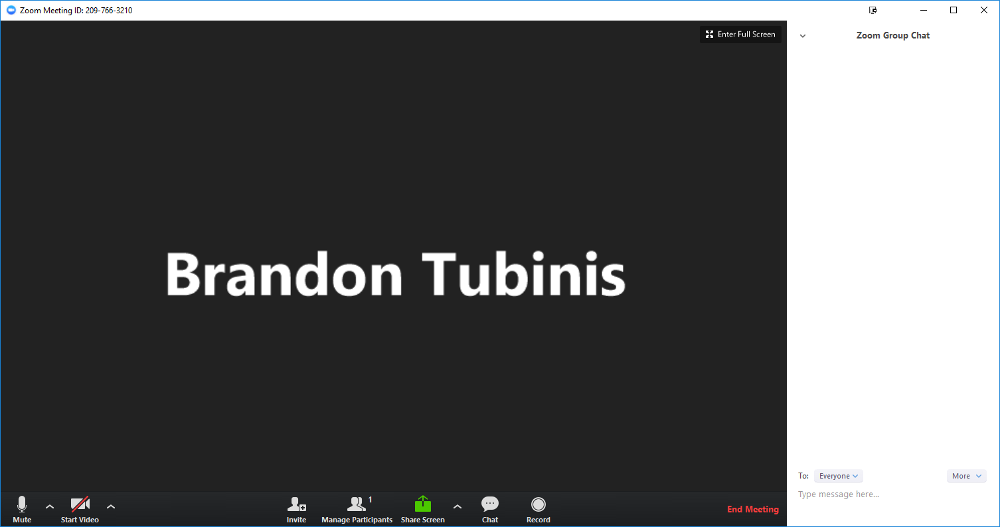 Zoom Meeting ID: 209-766-3210
Enter Full Screen
Zoom Group Chat
Brandon Tubinis
To: Everyone More
Type message here...
1
Mute Start Video Invite Manage Participants Share Screen Chat Record End Meeting